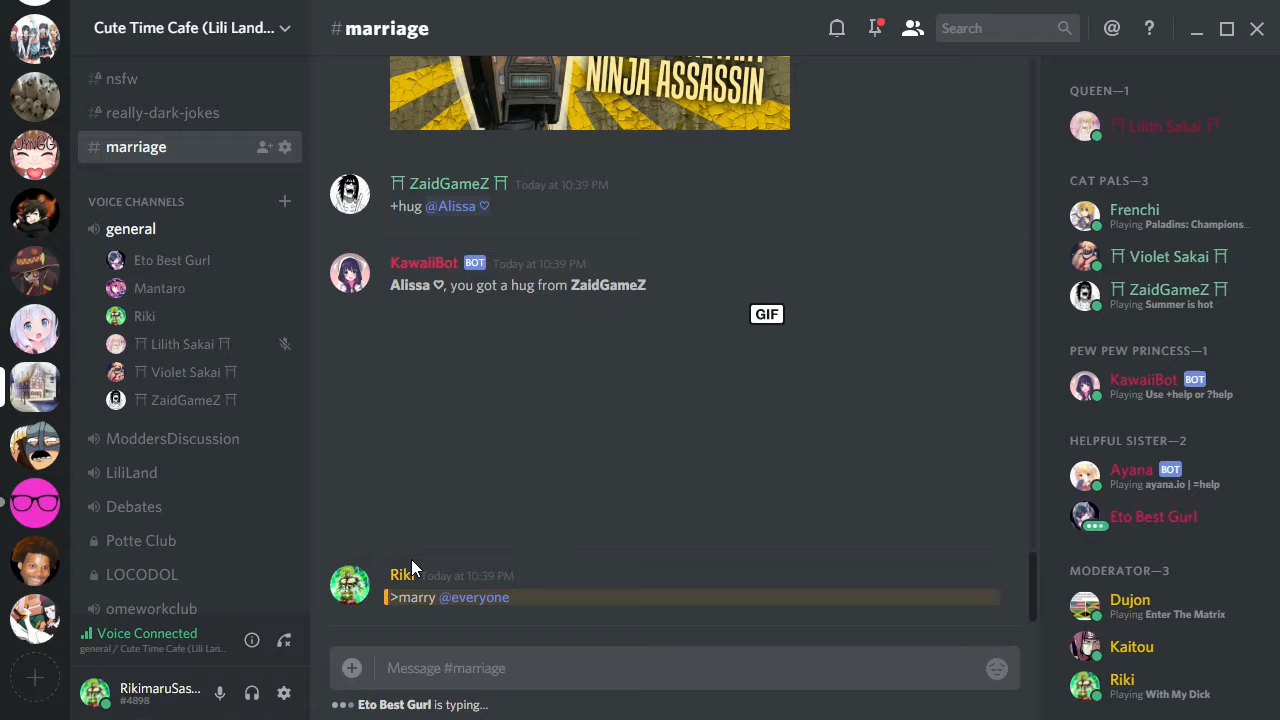 Cute Time Cafe (Lili Land...
nsfw
really-dark-jokes
# marriage
VOICE CHANNELS
general
Eto Best Gurl
Mantaro
Riki
⛩ Lilith Sakai ⛩
⛩ Violet Sakai ⛩
⛩ ZaidGameZ ⛩
ModdersDiscussion
LiliLand
Debates
Potte Club
LOCODOL
omeworkclub
Voice Connected
general / Cute Time Cafe (Lili Lan...
RikimaruSas...
#4898
#marriage
Search
NINJA ASSASSIN
⛩ ZaidGameZ ⛩ Today at 10:39 PM
+hug @Alissa ♡
KawaiiBot BOT Today at 10:39 PM
Alissa ♡, you got a hug from ZaidGameZ
GIF
Riki Today at 10:39 PM
>marry @everyone
Message #marriage
Eto Best Gurl is typing...
QUEEN—1
⛩ Lilith Sakai ⛩
CAT PALS—3
Frenchi
Playing Paladins: Champions...
⛩ Violet Sakai ⛩
⛩ ZaidGameZ ⛩
Playing Summer is hot
PEW PEW PRINCESS—1
KawaiiBot BOT
Playing Use +help or ?help
HELPFUL SISTER—2
Ayana BOT
Playing ayana.io | =help
Eto Best Gurl
MODERATOR—3
Dujon
Playing Enter The Matrix
Kaitou
Riki
Playing With My Dick